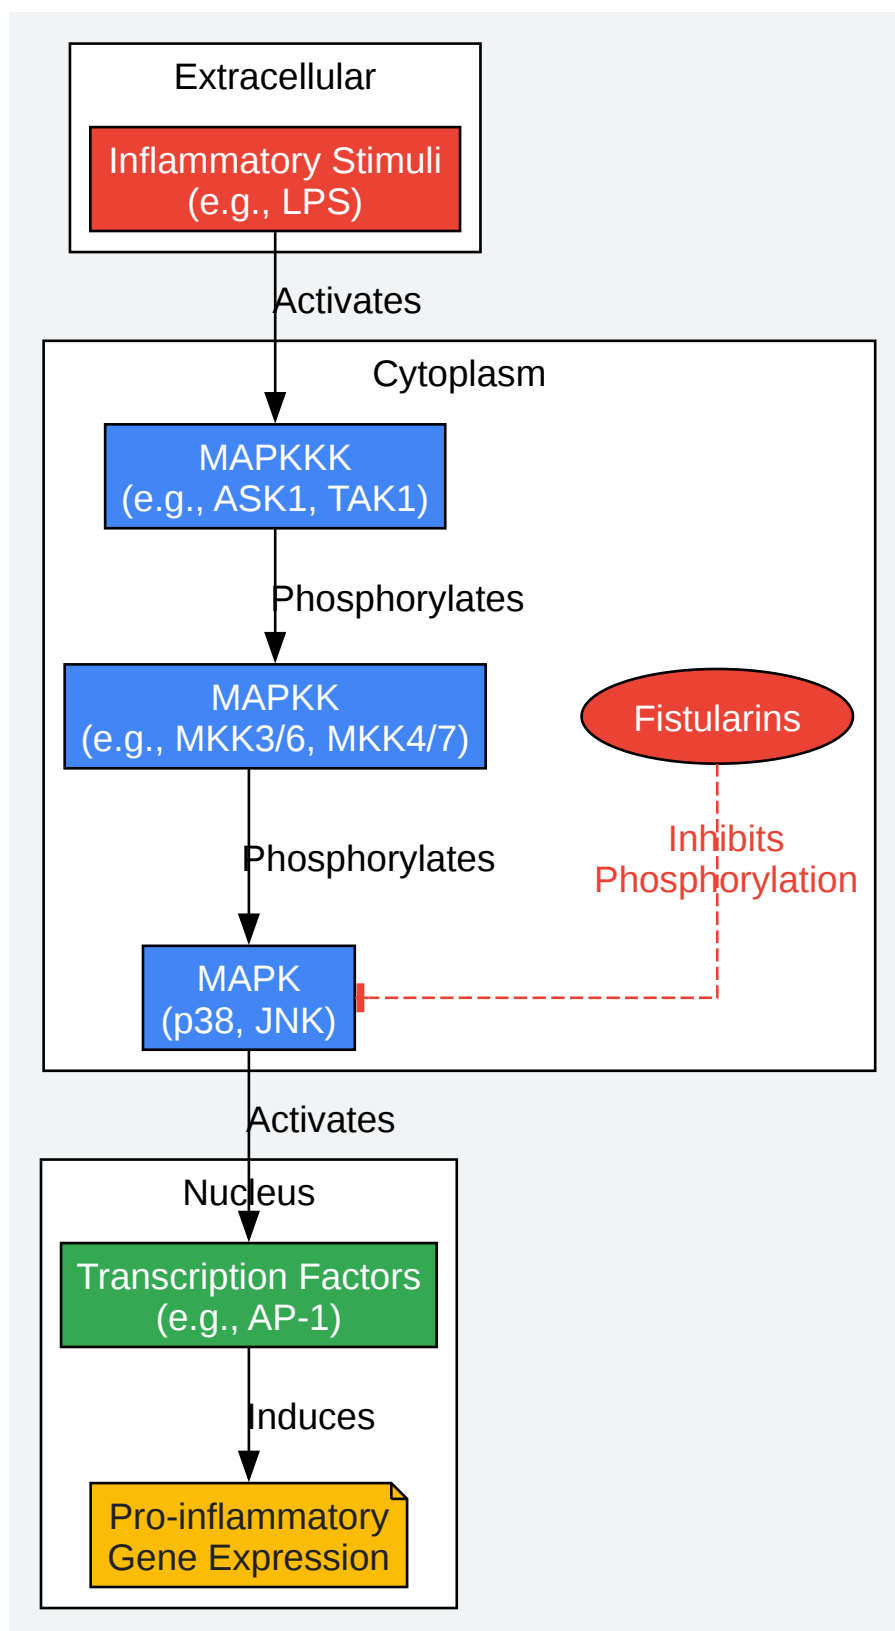 Extracellular
Inflammatory Stimuli
(e.g., LPS)
Activates
Cytoplasm
MAPKKK
(e.g., ASK1, TAK1)
Phosphorylates
MAPKK
(e.g., MKK3/6, MKK4/7)
Fistularins
Phosphorylates
Inhibits
Phosphorylation
MAPK
(p38, JNK)
Activates
Nucleus
Transcription Factors
(e.g., AP-1)
Induces
Pro-inflammatory
Gene Expression